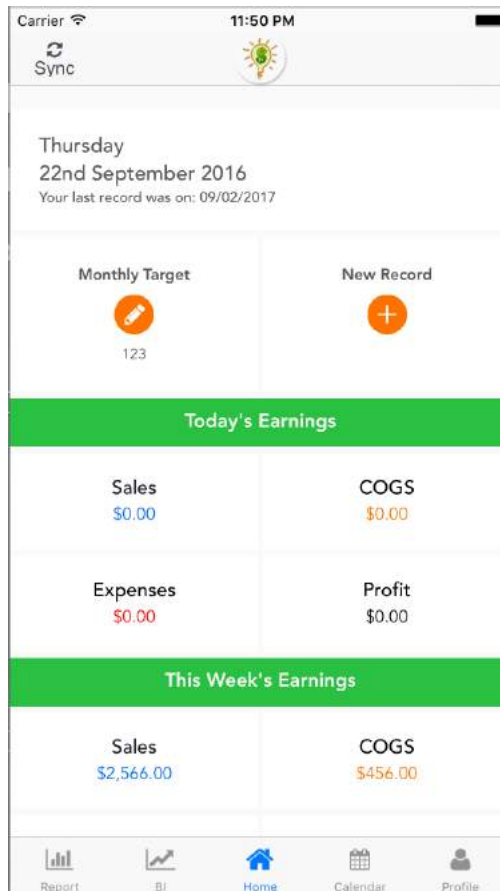 Carrier 11:50 PM
Sync
Thursday
22nd September 2016
Your last record was on: 09/02/2017
Monthly Target New Record
123
Today's Earnings
Sales COGS
$0.00 $0.00
Expenses Profit
$0.00 $0.00
This Week's Earnings
Sales COGS
$2,566.00 $456.00
Report BI Home Calendar Profile